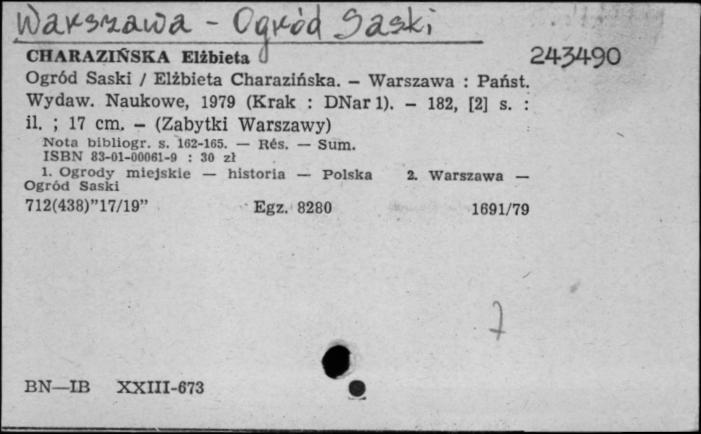 Warszawa - Ogród Saski
CHARAZIŃSKA Elżbieta 243490
Ogród Saski / Elżbieta Charazińska. – Warszawa : Państ.
Wydaw. Naukowe, 1979 (Krak : DNar 1). – 182, [2] s. :
il. ; 17 cm. – (Zabytki Warszawy)
Nota bibliogr. s. 162-165. — Rés. — Sum.
ISBN 83-01-00061-9 : 30 zł
1. Ogrody miejskie — historia — Polska 2. Warszawa —
Ogród Saski
712(438)"17/19" Egz. 8280 1691/79
7
BN—IB XXIII-673